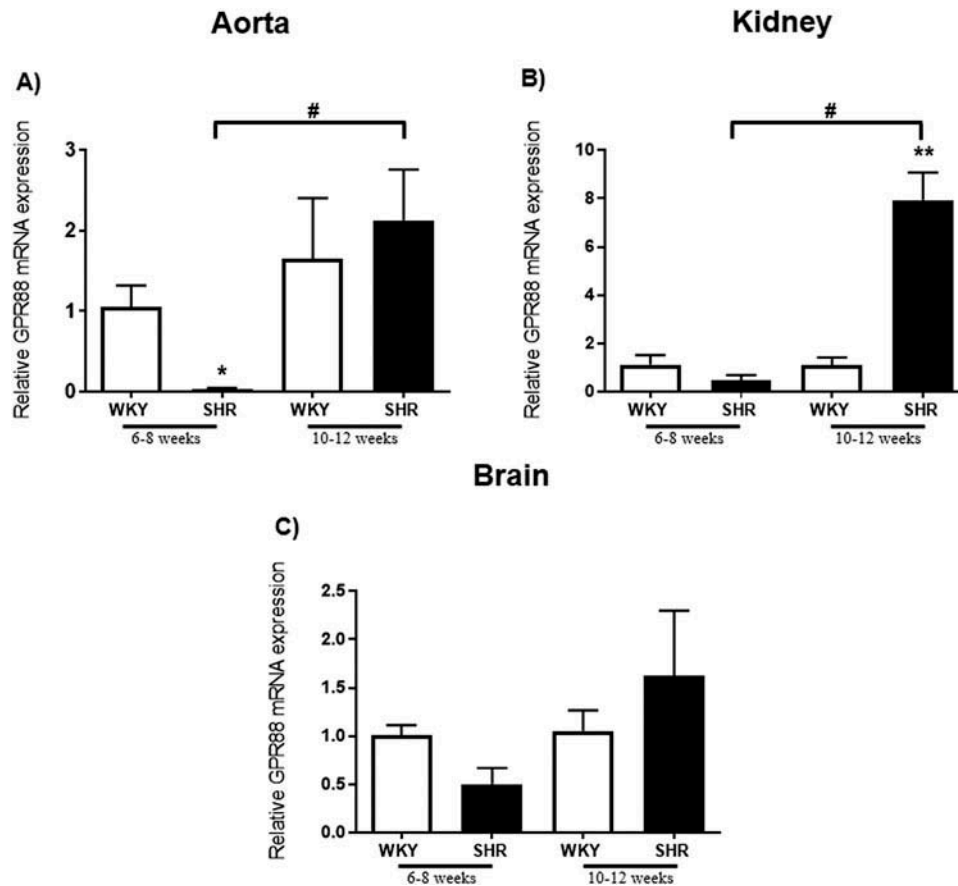 Aorta
A)
Relative GPR88 mRNA expression
#
3
2
1
0
*
WKY SHR WKY SHR
6-8 weeks 10-12 weeks
Kidney
B)
Relative GPR88 mRNA expression
#
10
8
6
4
2
0
**
WKY SHR WKY SHR
6-8 weeks 10-12 weeks
Brain
C)
Relative GPR88 mRNA expression
2.5
2.0
1.5
1.0
0.5
0.0
WKY SHR WKY SHR
6-8 weeks 10-12 weeks